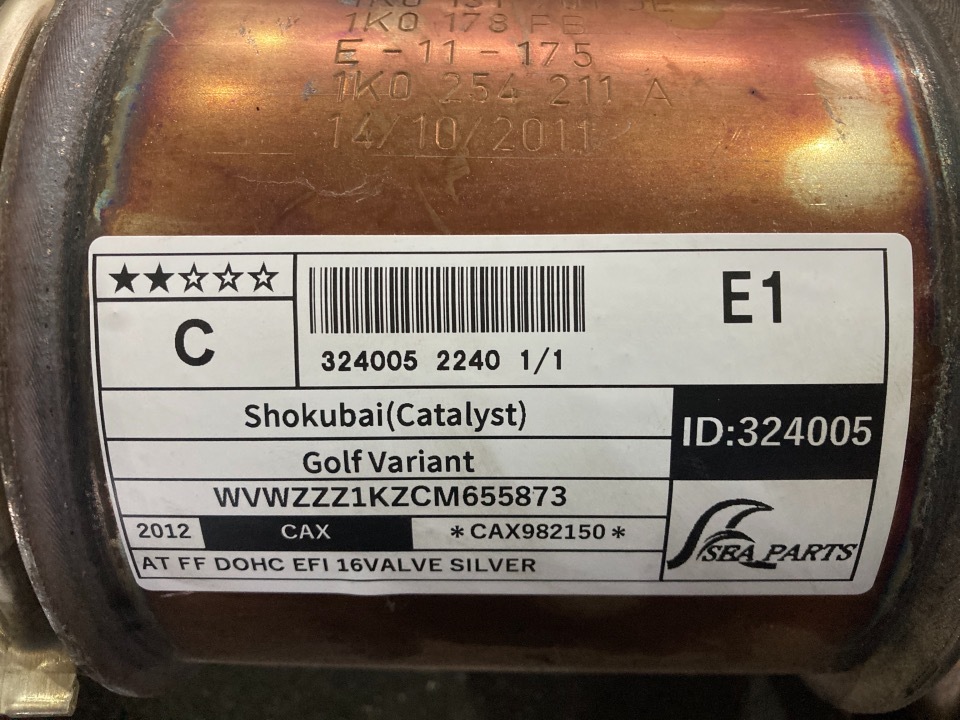 1K0 178 FB
E-11-175
1K0 254 211 A
14/10/2011
★★☆☆☆
C
324005 2240 1/1
E1
Shokubai(Catalyst)
ID:324005
Golf Variant
WVWZZZ1KZCM655873
2012 CAX *CAX982150*
SBA PARTS
AT FF DOHC EFI 16VALVE SILVER